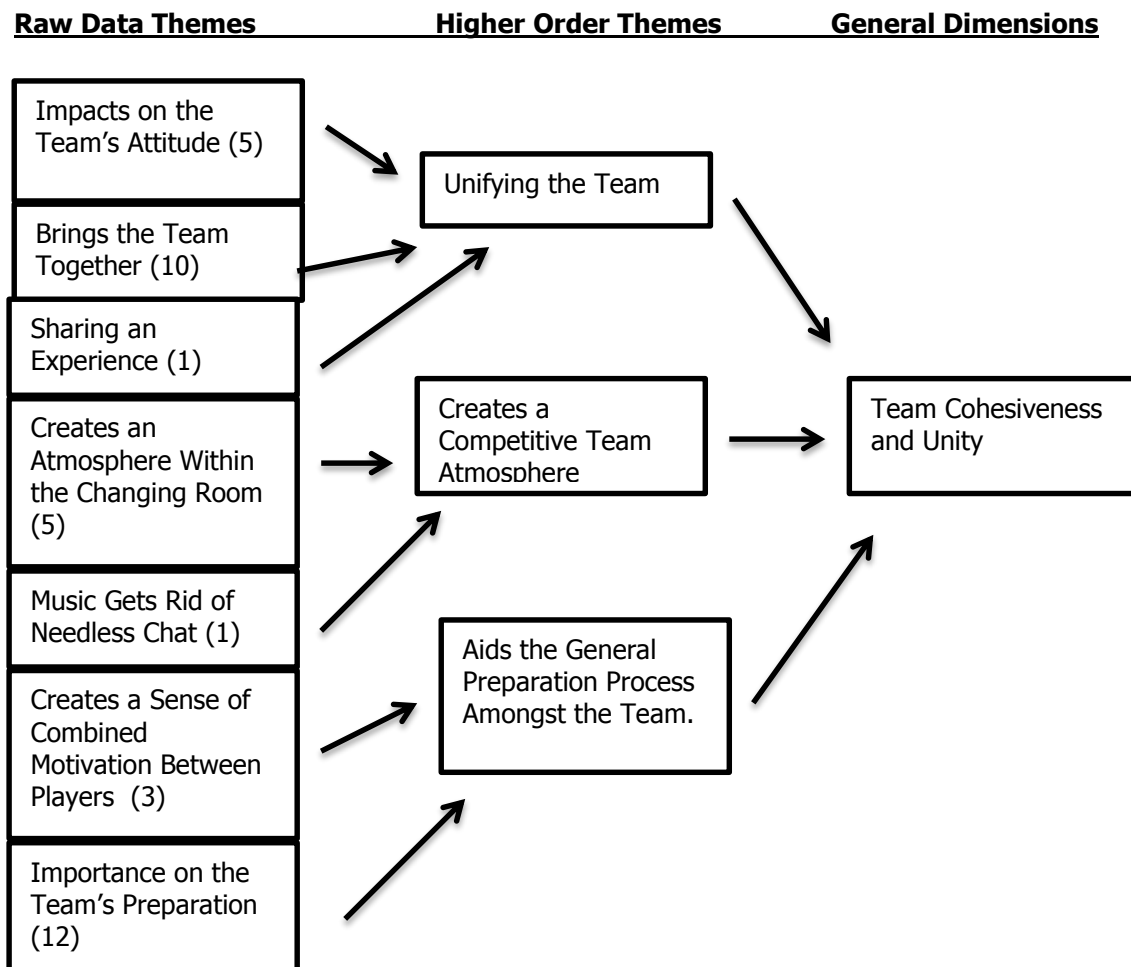 Raw Data Themes Higher Order Themes General Dimensions
Impacts on the
Team’s Attitude (5)
Brings the Team
Together (10)
Sharing an
Experience (1)
Creates an
Atmosphere Within
the Changing Room
(5)
Music Gets Rid of
Needless Chat (1)
Creates a Sense of
Combined
Motivation Between
Players (3)
Importance on the
Team’s Preparation
(12)
Unifying the Team
Creates a
Competitive Team
Atmosphere
Aids the General
Preparation Process
Amongst the Team.
Team Cohesiveness
and Unity